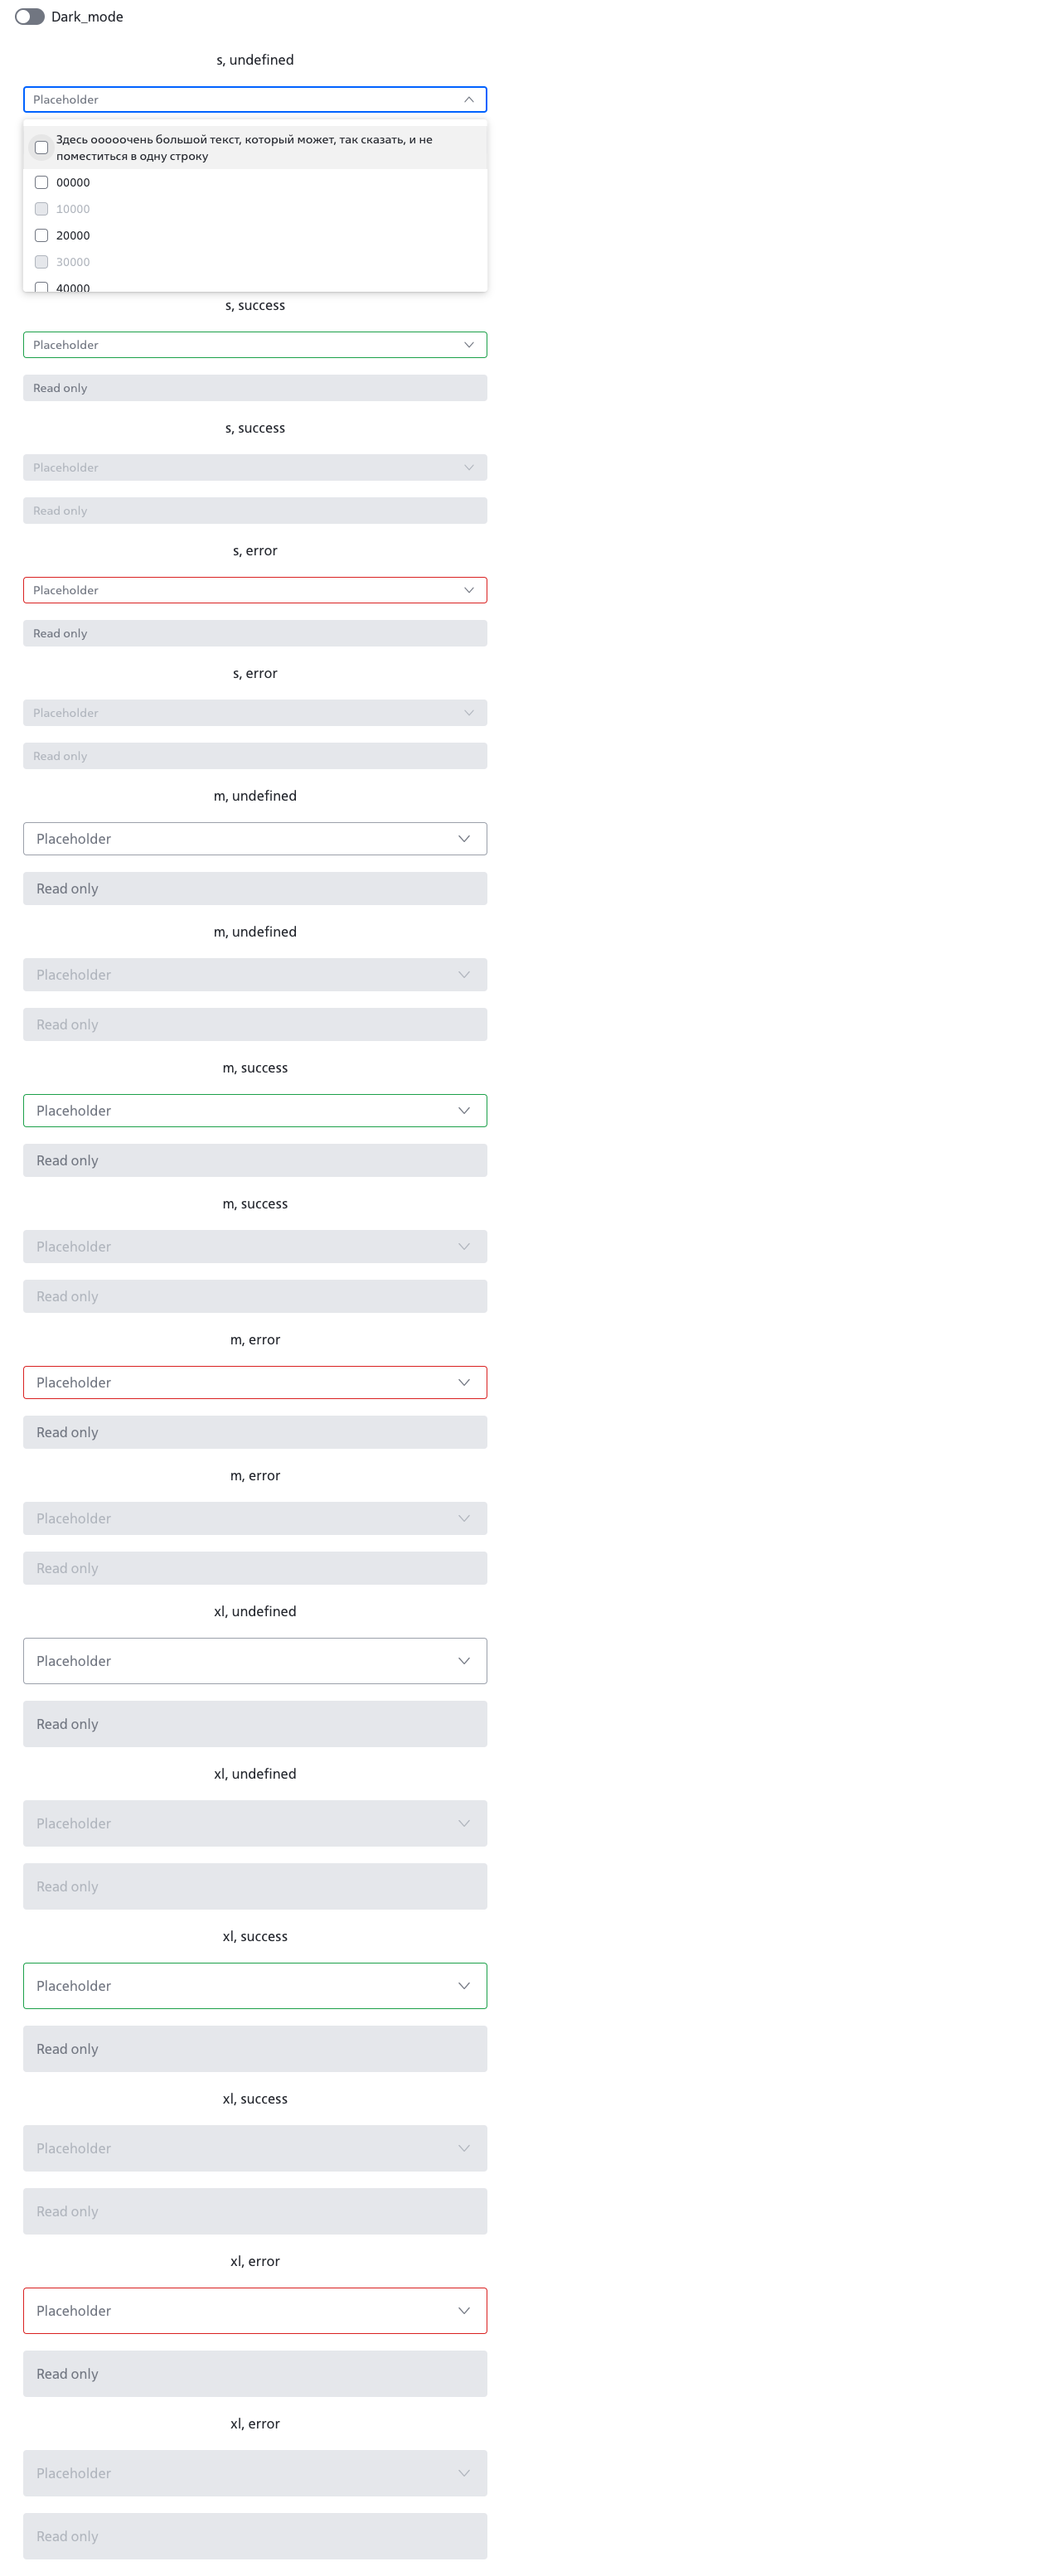 Dark_mode
s, undefined
Placeholder
Здесь ооооочень большой текст, который может, так сказать, и не
поместиться в одну строку
00000
10000
20000
30000
40000
s, success
Placeholder
Read only
s, success
Placeholder
Read only
s, error
Placeholder
Read only
s, error
Placeholder
Read only
m, undefined
Placeholder
Read only
m, undefined
Placeholder
Read only
m, success
Placeholder
Read only
m, success
Placeholder
Read only
m, error
Placeholder
Read only
m, error
Placeholder
Read only
xl, undefined
Placeholder
Read only
xl, undefined
Placeholder
Read only
xl, success
Placeholder
Read only
xl, success
Placeholder
Read only
xl, error
Placeholder
Read only
xl, error
Placeholder
Read only